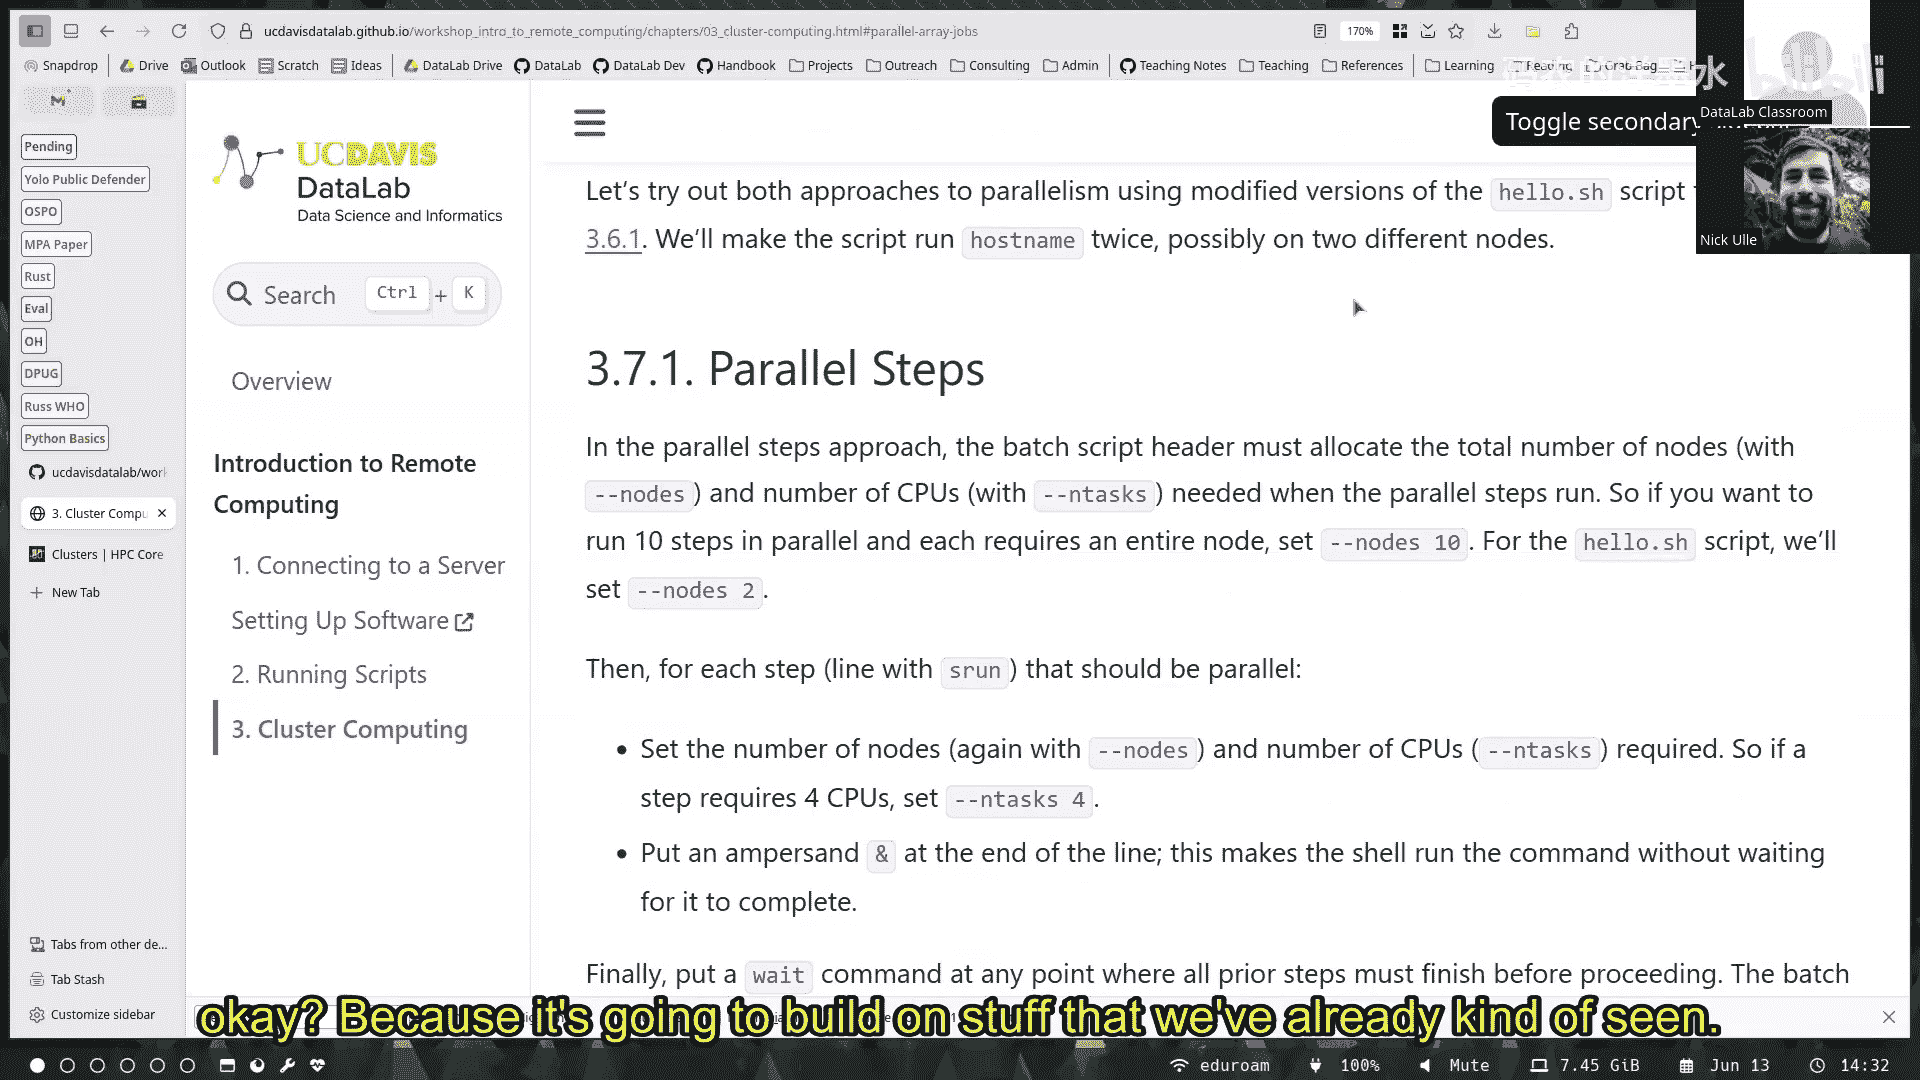 ucdavisdatalab.github.io/workshop_intro_to_remote_computing/chapters/03_cluster-computing.html#parallel-array-jobs
170%
Snapdrop
Drive
Outlook
Scratch
Ideas
DataLab Drive
DataLab
DataLab Dev
Handbook
Projects
Outreach
Consulting
Admin
Teaching Notes
Teaching
References
Learning
Reading
Grab Bag
DataLab Classroom
Nick Ulle
Toggle secondary
Pending
Yolo Public Defender
OSPO
MPA Paper
Rust
Eval
OH
DPUG
Russ WHO
Python Basics
ucdavisdatalab/work
3. Cluster Compu
Clusters | HPC Core
New Tab
Tabs from other de...
Tab Stash
Customize sidebar
UCDAVIS
DataLab
Data Science and Informatics
Search Ctrl + K
Overview
Introduction to Remote
Computing
1. Connecting to a Server
Setting Up Software
2. Running Scripts
3. Cluster Computing
Let's try out both approaches to parallelism using modified versions of the hello.sh script
3.6.1. We'll make the script run hostname twice, possibly on two different nodes.
3.7.1. Parallel Steps
In the parallel steps approach, the batch script header must allocate the total number of nodes (with
--nodes) and number of CPUs (with --ntasks) needed when the parallel steps run. So if you want to
run 10 steps in parallel and each requires an entire node, set --nodes 10. For the hello.sh script, we'll
set --nodes 2.
Then, for each step (line with srun) that should be parallel:
• Set the number of nodes (again with --nodes) and number of CPUs (--ntasks) required. So if a
step requires 4 CPUs, set --ntasks 4.
• Put an ampersand & at the end of the line; this makes the shell run the command without waiting
for it to complete.
Finally, put a wait command at any point where all prior steps must finish before proceeding. The batch
okay? Because it's going to build on stuff that we've already kind of seen.
eduroam
100%
Mute
7.45 GiB
Jun 13
14:32